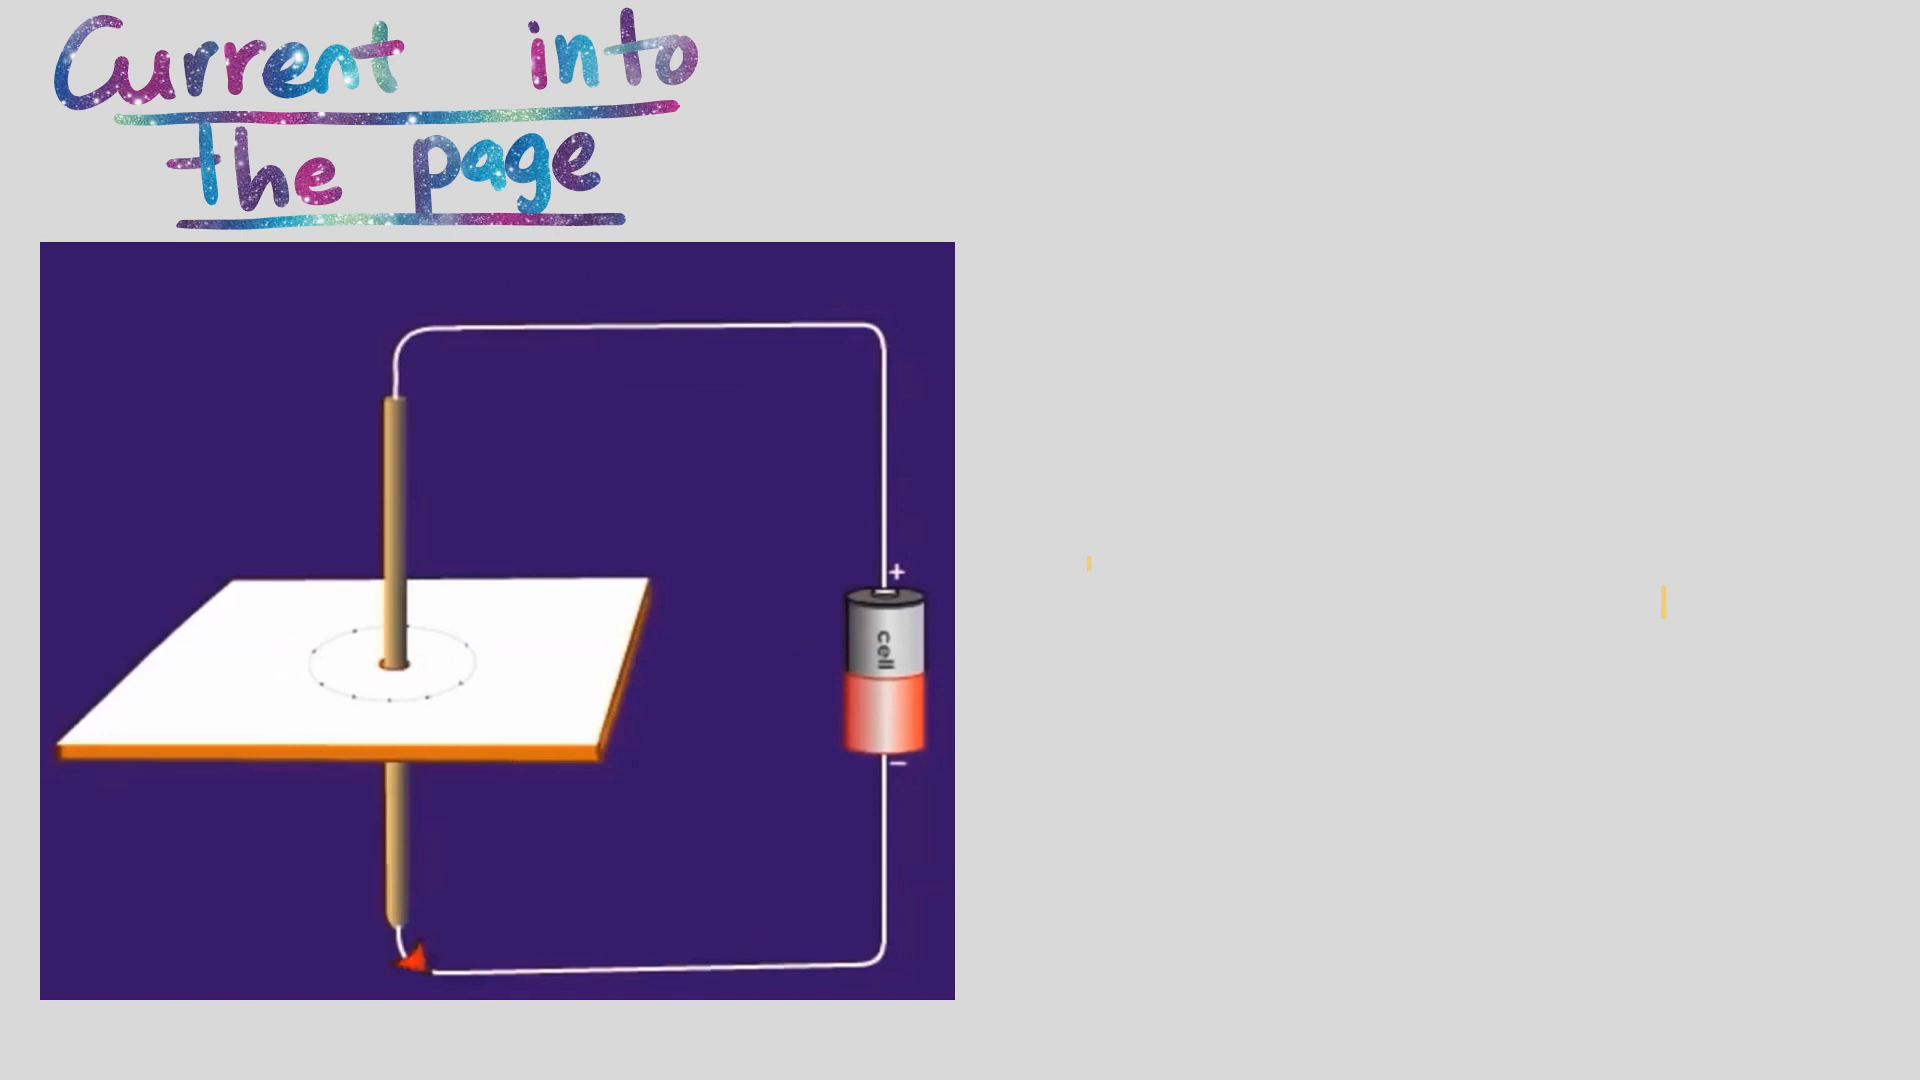 Current into
the page
+
cell
−